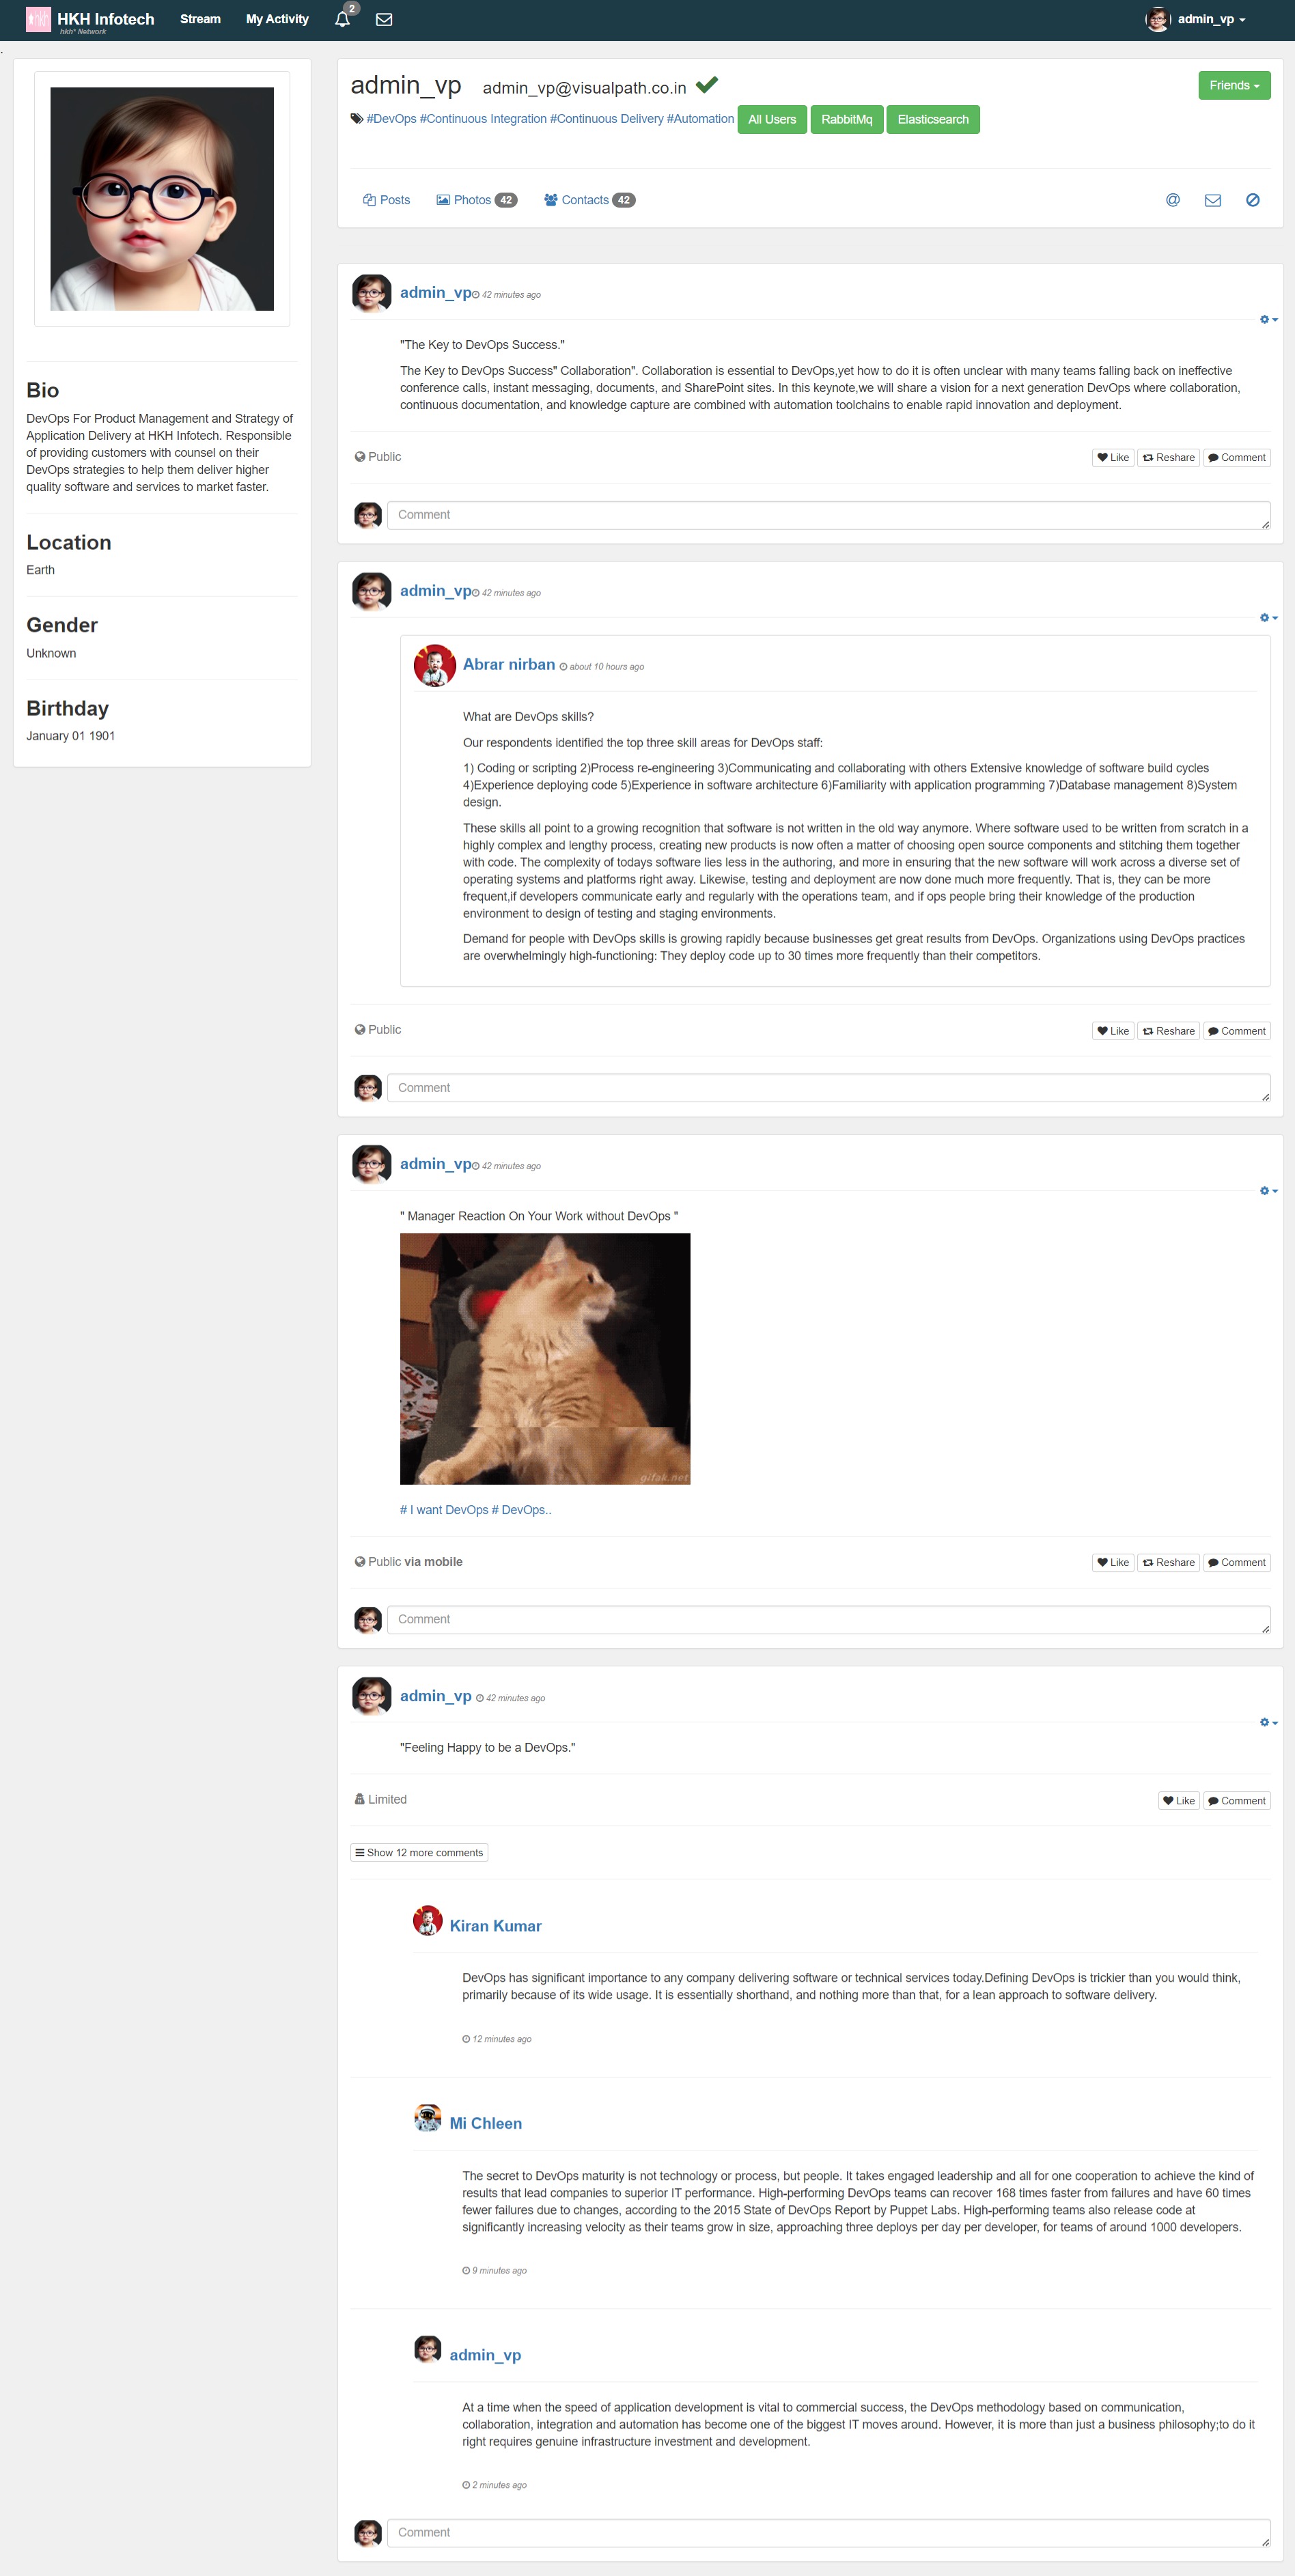 HKH Infotech
hkh* Network
Stream
My Activity
2
admin_vp
.
admin_vp
admin_vp@visualpath.co.in
Friends
#DevOps #Continuous Integration #Continuous Delivery #Automation
All Users
RabbitMq
Elasticsearch
Posts
Photos 42
Contacts 42
@
Bio
DevOps For Product Management and Strategy of
Application Delivery at HKH Infotech. Responsible
of providing customers with counsel on their
DevOps strategies to help them deliver higher
quality software and services to market faster.
Location
Earth
Gender
Unknown
Birthday
January 01 1901
admin_vp 42 minutes ago
"The Key to DevOps Success."
The Key to DevOps Success" Collaboration". Collaboration is essential to DevOps,yet how to do it is often unclear with many teams falling back on ineffective
conference calls, instant messaging, documents, and SharePoint sites. In this keynote,we will share a vision for a next generation DevOps where collaboration,
continuous documentation, and knowledge capture are combined with automation toolchains to enable rapid innovation and deployment.
Public
Like
Reshare
Comment
Comment
admin_vp 42 minutes ago
Abrar nirban about 10 hours ago
What are DevOps skills?
Our respondents identified the top three skill areas for DevOps staff:
1) Coding or scripting 2)Process re-engineering 3)Communicating and collaborating with others Extensive knowledge of software build cycles
4)Experience deploying code 5)Experience in software architecture 6)Familiarity with application programming 7)Database management 8)System
design.
These skills all point to a growing recognition that software is not written in the old way anymore. Where software used to be written from scratch in a
highly complex and lengthy process, creating new products is now often a matter of choosing open source components and stitching them together
with code. The complexity of todays software lies less in the authoring, and more in ensuring that the new software will work across a diverse set of
operating systems and platforms right away. Likewise, testing and deployment are now done much more frequently. That is, they can be more
frequent,if developers communicate early and regularly with the operations team, and if ops people bring their knowledge of the production
environment to design of testing and staging environments.
Demand for people with DevOps skills is growing rapidly because businesses get great results from DevOps. Organizations using DevOps practices
are overwhelmingly high-functioning: They deploy code up to 30 times more frequently than their competitors.
Public
Like
Reshare
Comment
Comment
admin_vp 42 minutes ago
" Manager Reaction On Your Work without DevOps "
gifak.net
# I want DevOps # DevOps..
Public via mobile
Like
Reshare
Comment
Comment
admin_vp 42 minutes ago
"Feeling Happy to be a DevOps."
Limited
Like
Comment
Show 12 more comments
Kiran Kumar
DevOps has significant importance to any company delivering software or technical services today.Defining DevOps is trickier than you would think,
primarily because of its wide usage. It is essentially shorthand, and nothing more than that, for a lean approach to software delivery.
12 minutes ago
Mi Chleen
The secret to DevOps maturity is not technology or process, but people. It takes engaged leadership and all for one cooperation to achieve the kind of
results that lead companies to superior IT performance. High-performing DevOps teams can recover 168 times faster from failures and have 60 times
fewer failures due to changes, according to the 2015 State of DevOps Report by Puppet Labs. High-performing teams also release code at
significantly increasing velocity as their teams grow in size, approaching three deploys per day per developer, for teams of around 1000 developers.
9 minutes ago
admin_vp
At a time when the speed of application development is vital to commercial success, the DevOps methodology based on communication,
collaboration, integration and automation has become one of the biggest IT moves around. However, it is more than just a business philosophy;to do it
right requires genuine infrastructure investment and development.
2 minutes ago
Comment